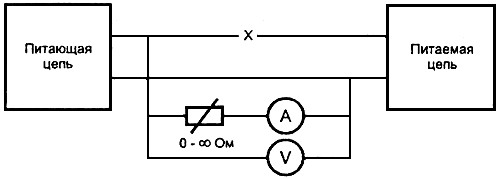 Питающая
цепь
X
Питаемая
цепь
A
0 - ∞ Ом
V